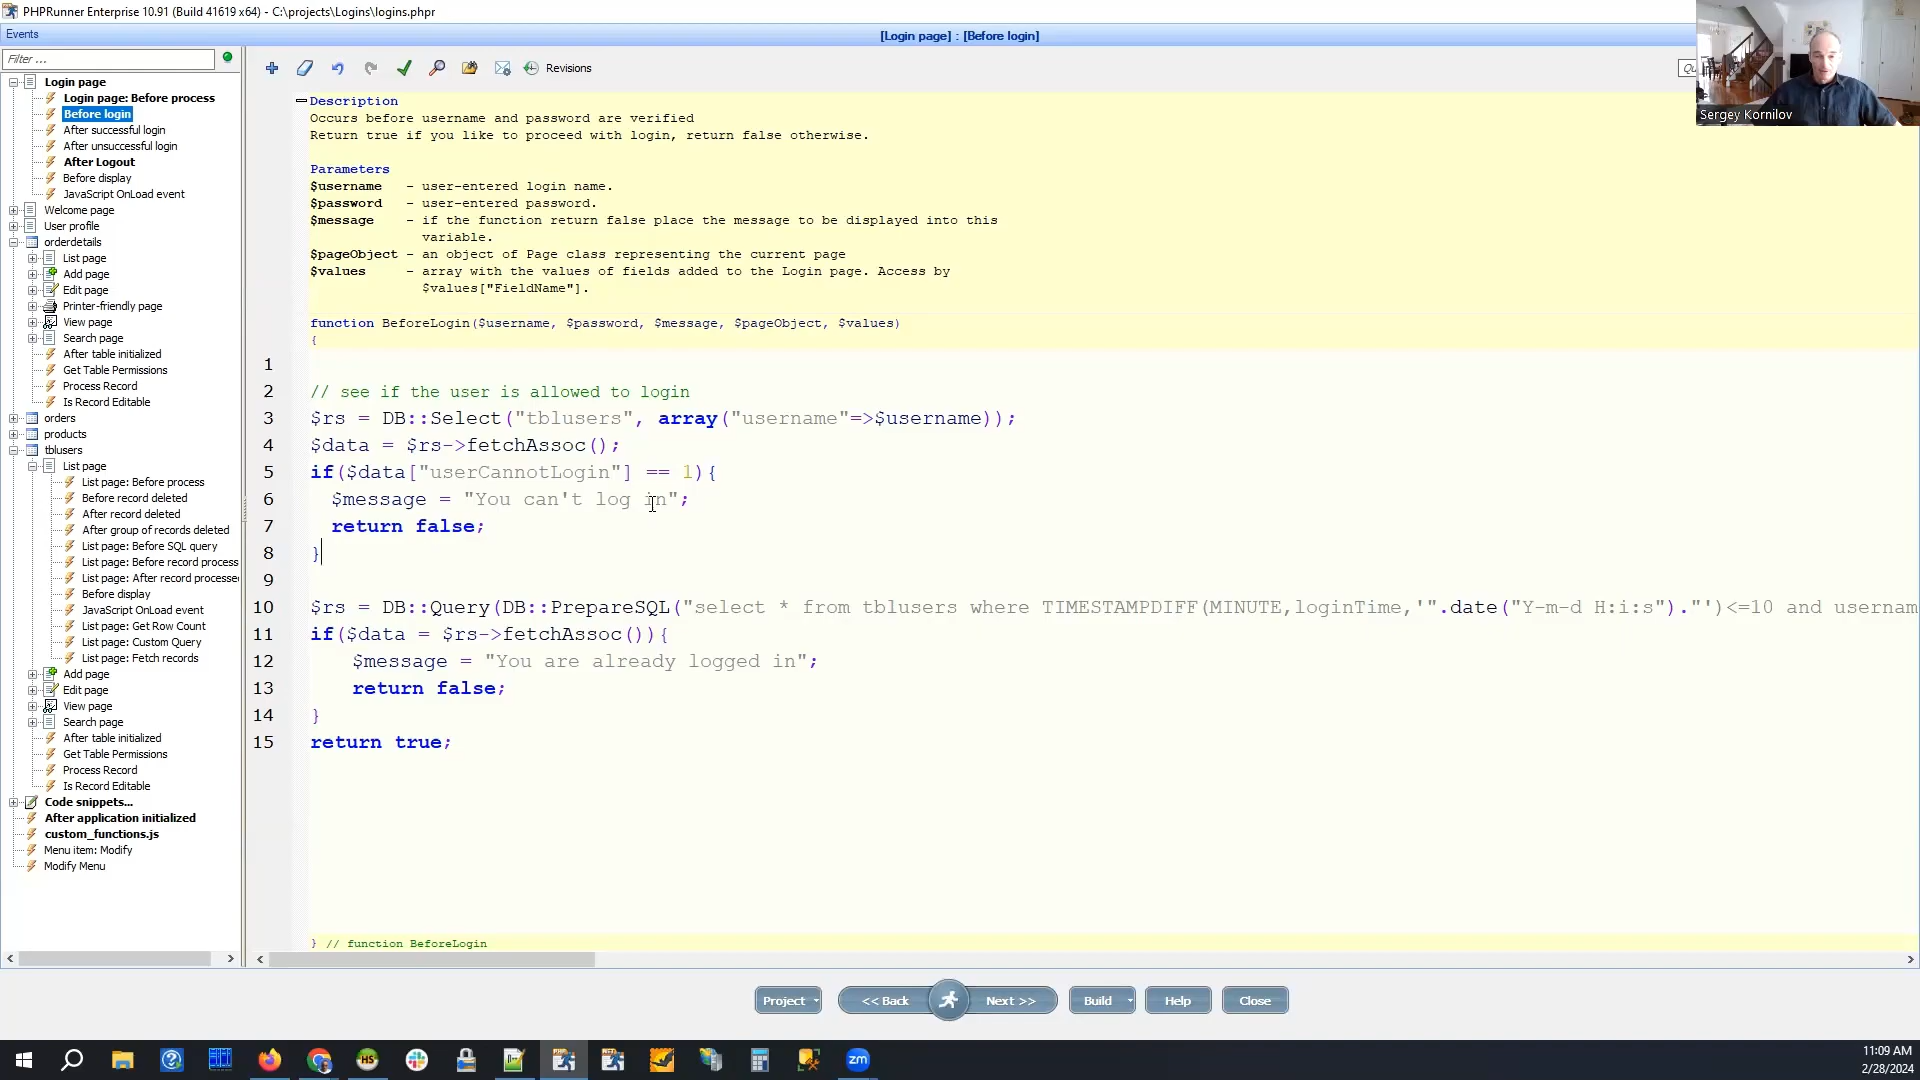 PHPRunner Enterprise 10.91 (Build 41619 x64) - C:\projects\Logins\logins.phpr
Events
[Login page] : [Before login]
Filter ...
Login page
Login page: Before process
Before login
After successful login
After unsuccessful login
After Logout
Before display
JavaScript OnLoad event
Welcome page
User profile
orderdetails
List page
Add page
Edit page
Printer-friendly page
View page
Search page
After table initialized
Get Table Permissions
Process Record
Is Record Editable
orders
products
tblusers
List page
List page: Before process
Before record deleted
After record deleted
After group of records deleted
List page: Before SQL query
List page: Before record process
List page: After record processe
Before display
JavaScript OnLoad event
List page: Get Row Count
List page: Custom Query
List page: Fetch records
Add page
Edit page
View page
Search page
After table initialized
Get Table Permissions
Process Record
Is Record Editable
Code snippets...
After application initialized
custom_functions.js
Menu item: Modify
Modify Menu
Revisions
Sergey Kornilov
Description
Occurs before username and password are verified
Return true if you like to proceed with login, return false otherwise.
Parameters
$username - user-entered login name.
$password - user-entered password.
$message - if the function return false place the message to be displayed into this
variable.
$pageObject - an object of Page class representing the current page
$values - array with the values of fields added to the Login page. Access by
$values["FieldName"].
function BeforeLogin($username, $password, $message, $pageObject, $values)
{
1
2 // see if the user is allowed to login
3 $rs = DB::Select("tblusers", array("username"=>$username));
4 $data = $rs->fetchAssoc();
5 if($data["userCannotLogin"] == 1){
6 $message = "You can't log in";
7 return false;
8 }
9
10 $rs = DB::Query(DB::PrepareSQL("select * from tblusers where TIMESTAMPDIFF(MINUTE,loginTime,'".date("Y-m-d H:i:s")."')<=10 and usernam
11 if($data = $rs->fetchAssoc()){
12 $message = "You are already logged in";
13 return false;
14 }
15 return true;
} // function BeforeLogin
Project
<< Back
Next >>
Build
Help
Close
HS
zm
11:09 AM
2/28/2024